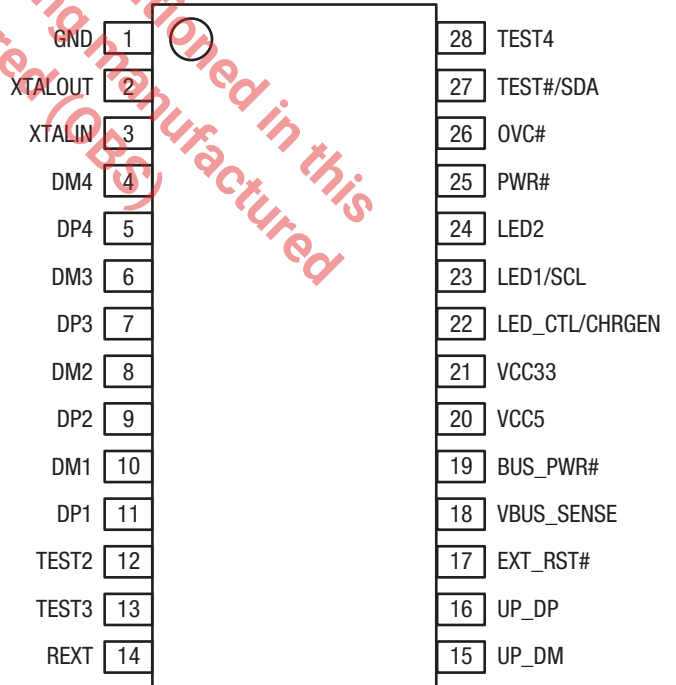 GND 1
XTALOUT 2
XTALIN 3
DM4 4
DP4 5
DM3 6
DP3 7
DM2 8
DP2 9
DM1 10
DP1 11
TEST2 12
TEST3 13
REXT 14
28 TEST4
27 TEST#/SDA
26 OVC#
25 PWR#
24 LED2
23 LED1/SCL
22 LED_CTL/CHRGEN
21 VCC33
20 VCC5
19 BUS_PWR#
18 VBUS_SENSE
17 EXT_RST#
16 UP_DP
15 UP_DM
tioned in this
ng manufactured
red (OBS)